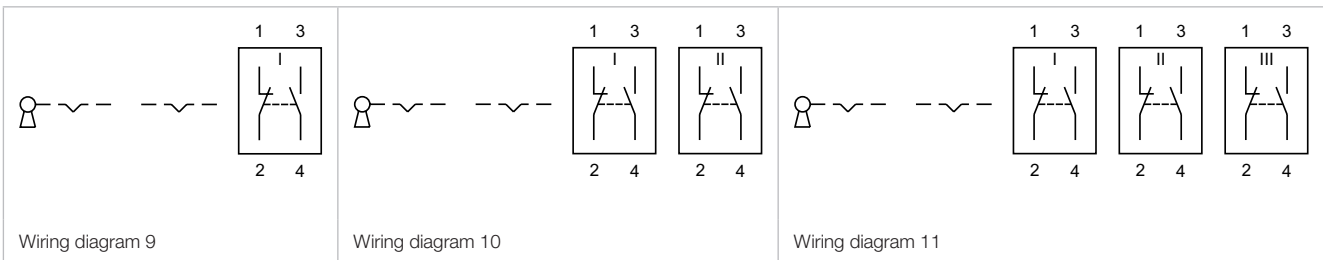 1 3
I
2 4
Wiring diagram 9
1 3 1 3
I II
2 4 2 4
Wiring diagram 10
1 3 1 3 1 3
I II III
2 4 2 4 2 4
Wiring diagram 11